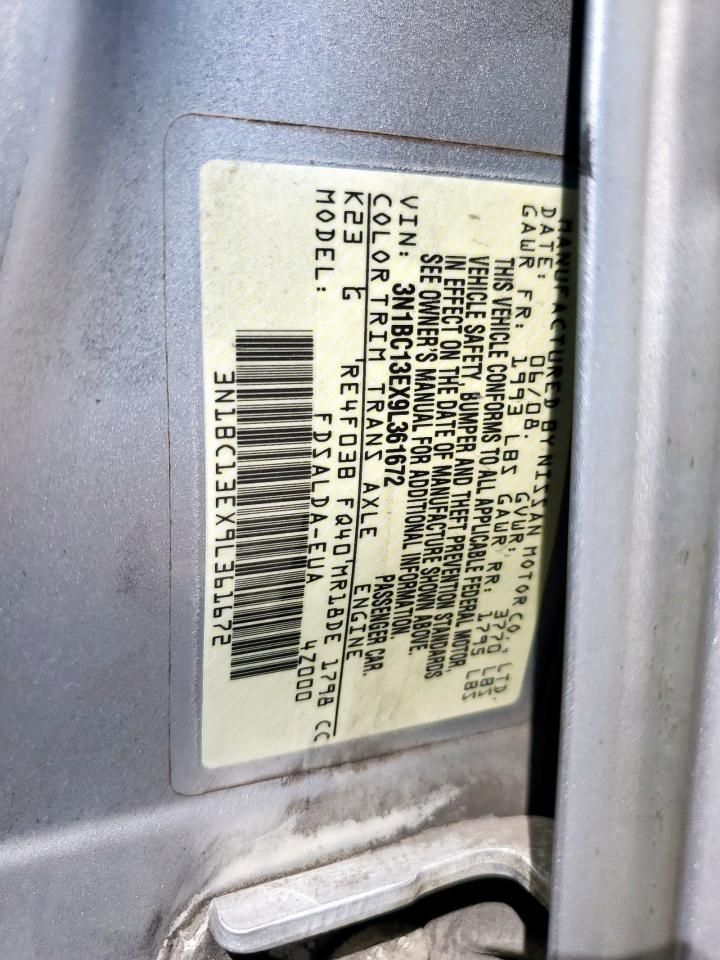 MANUFACTURED BY NISSAN MOTOR CO., LTD.
DATE: 06/08. GVWR: 3770 LBS
GAWR FR: 1993 LBS GAWR RR: 1795 LBS
THIS VEHICLE CONFORMS TO ALL APPLICABLE FEDERAL MOTOR
VEHICLE SAFETY, BUMPER AND THEFT PREVENTION STANDARDS
IN EFFECT ON THE DATE OF MANUFACTURE SHOWN ABOVE.
SEE OWNER'S MANUAL FOR ADDITIONAL INFORMATION.
VIN: 3N1BC13EX9L361672 PASSENGER CAR.
COLOR TRIM TRANS AXLE ENGINE
K23 G RE4F03B FQ40 MR18DE 1798 CC
MODEL: FDSALDA-EUA 4Z000
3N1BC13EX9L361672